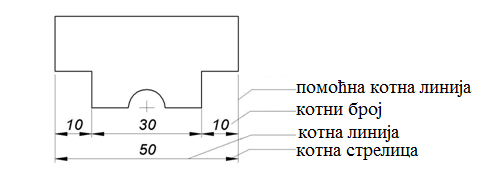 помоћна котна линија
10 30 10 котни број
котна линија
50 котна стрелица